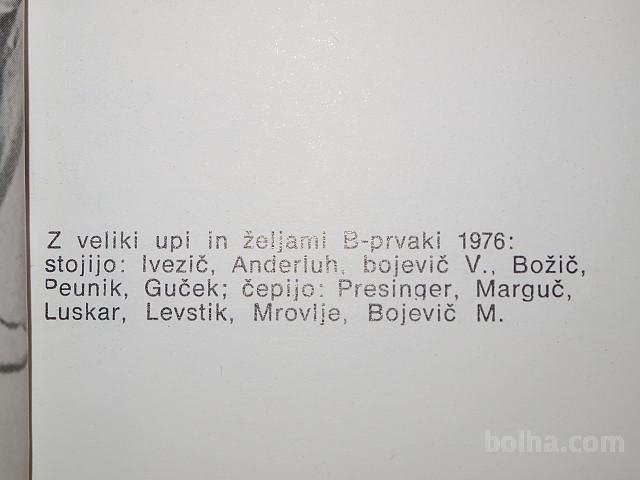 Z veliki upi in željami B-prvaki 1976:
stojijo: Ivezič, Anderluh, bojevič V., Božič,
Peunik, Guček; čepijo: Presinger, Marguč,
Luskar, Levstik, Mrovlje, Bojevič M.
bolha.com